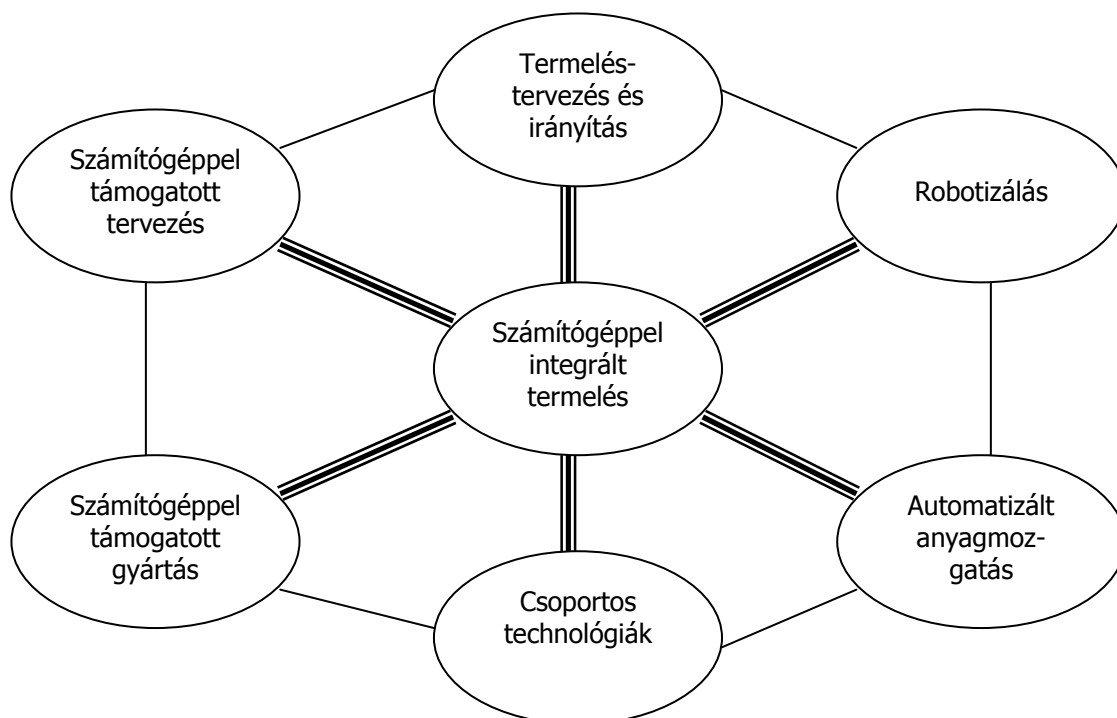 Termelés-
tervezés és
irányítás
Számítógéppel
támogatott
tervezés
Robotizálás
Számítógéppel
integrált
termelés
Számítógéppel
támogatott
gyártás
Automatizált
anyagmoz-
gatás
Csoportos
technológiák